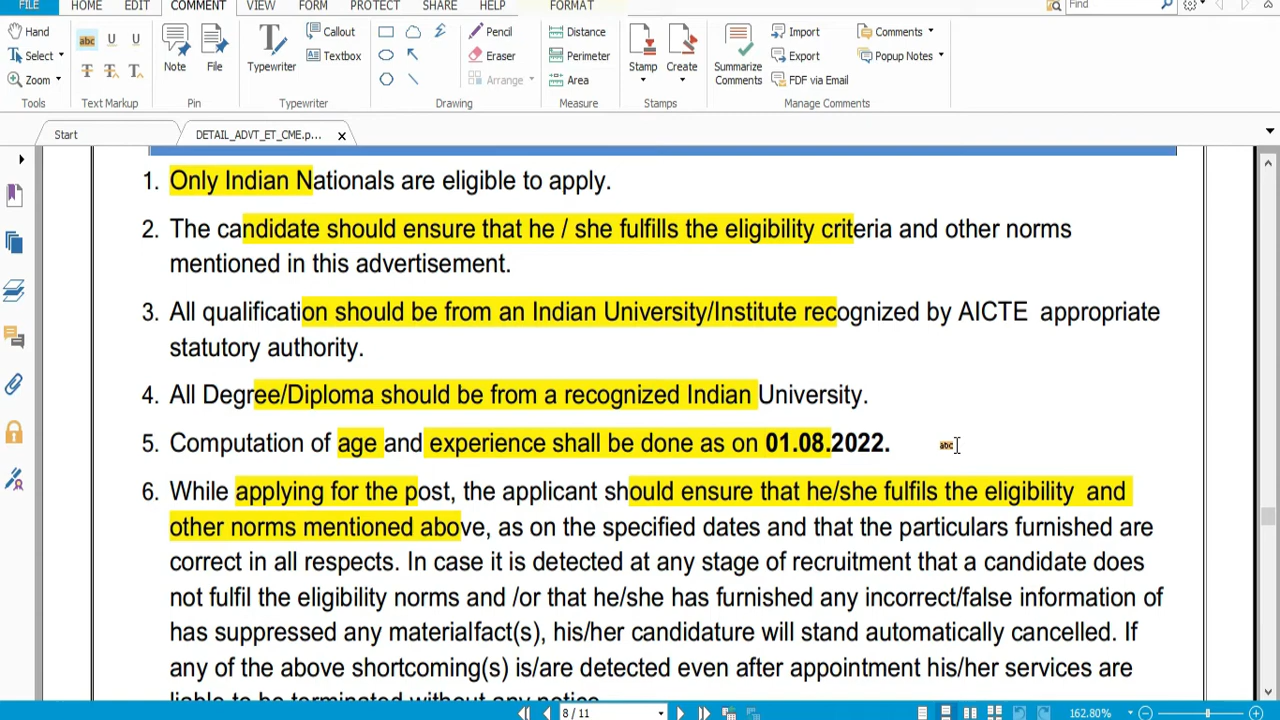 FILE HOME EDIT COMMENT VIEW FORM PROTECT SHARE HELP FORMAT Find
Hand abc U U Callout Pencil Distance Import Comments
Select Note File Typewriter Textbox Eraser Perimeter Stamp Create Summarize Comments Export Popup Notes
Zoom T T T Arrange Area FDF via Email
Tools Text Markup Pin Typewriter Drawing Measure Stamps Manage Comments
Start DETAIL_ADVT_ET_CME.p... x
1. Only Indian Nationals are eligible to apply.
2. The candidate should ensure that he / she fulfills the eligibility criteria and other norms
mentioned in this advertisement.
3. All qualification should be from an Indian University/Institute recognized by AICTE appropriate
statutory authority.
4. All Degree/Diploma should be from a recognized Indian University.
5. Computation of age and experience shall be done as on 01.08.2022. abc
6. While applying for the post, the applicant should ensure that he/she fulfils the eligibility and
other norms mentioned above, as on the specified dates and that the particulars furnished are
correct in all respects. In case it is detected at any stage of recruitment that a candidate does
not fulfil the eligibility norms and /or that he/she has furnished any incorrect/false information of
has suppressed any materialfact(s), his/her candidature will stand automatically cancelled. If
any of the above shortcoming(s) is/are detected even after appointment his/her services are
liable to be terminated without any notice.
8 / 11 162.80%